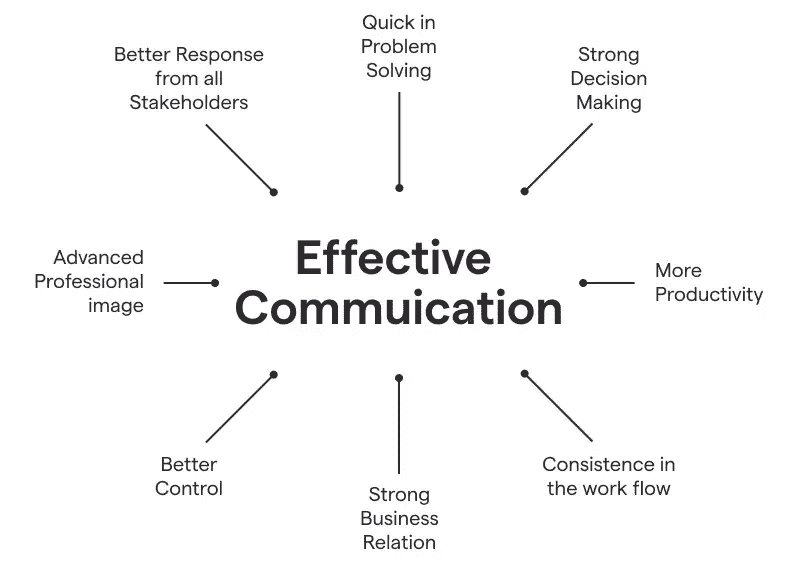 Quick in
Problem
Solving
Better Response
from all
Stakeholders
Strong
Decision
Making
Effective
Commuication
Advanced
Professional
image
More
Productivity
Better
Control
Strong
Business
Relation
Consistence in
the work flow